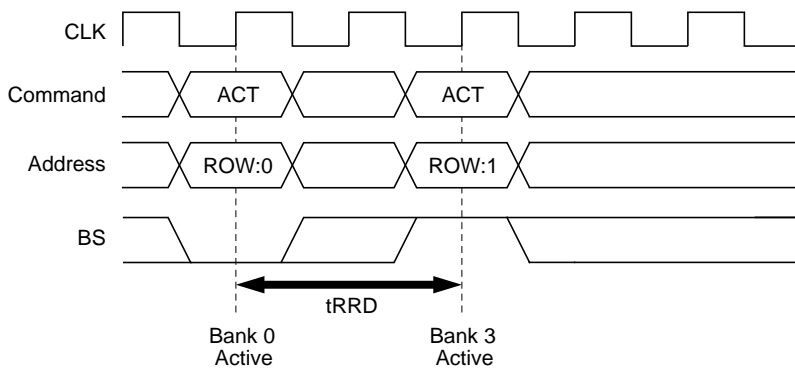 CLK
Command
ACT
ACT
Address
ROW:0
ROW:1
BS
tRRD
Bank 0
Active
Bank 3
Active